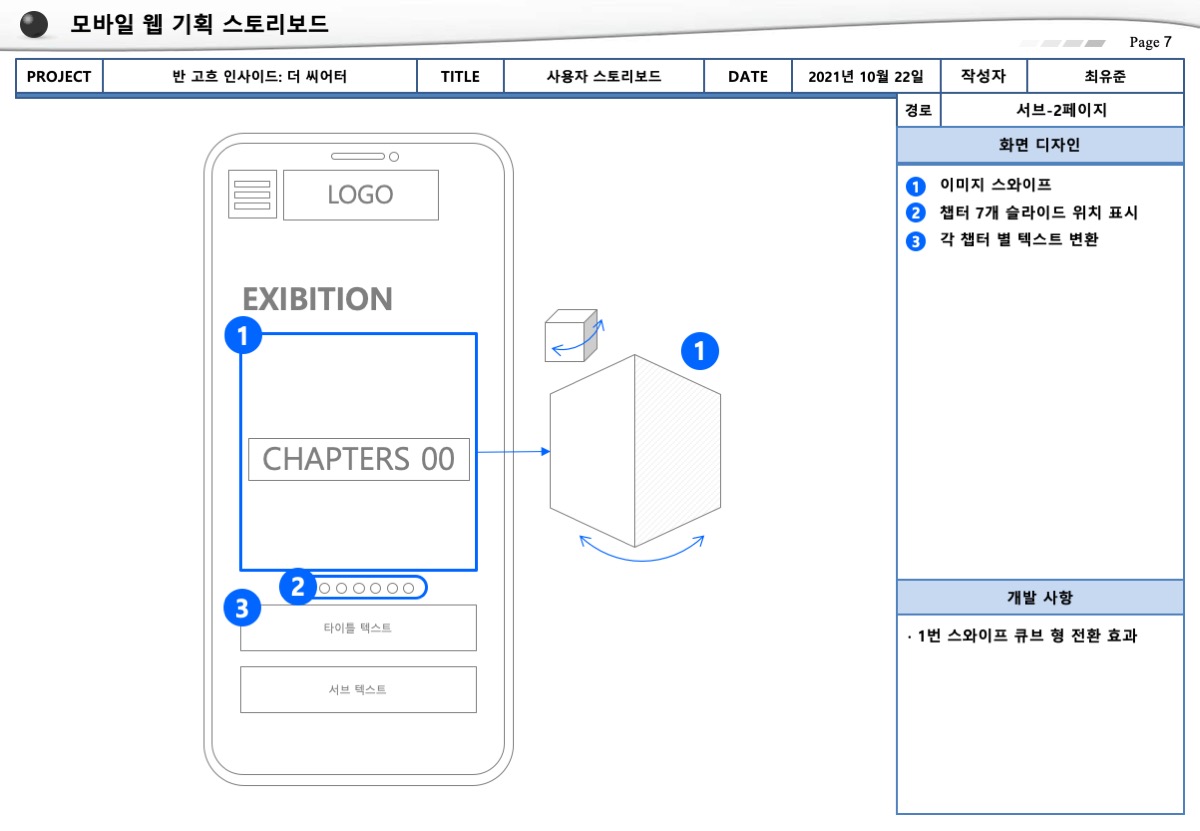 모바일 웹 기획 스토리보드
Page 7
PROJECT 반 고흐 인사이드: 더 씨어터 TITLE 사용자 스토리보드 DATE 2021년 10월 22일 작성자 최유준
경로 서브-2페이지
화면 디자인
1 이미지 스와이프
2 챕터 7개 슬라이드 위치 표시
3 각 챕터 별 텍스트 변환
LOGO
EXIBITION
1
CHAPTERS 00
1
2
3
타이틀 텍스트
서브 텍스트
개발 사항
· 1번 스와이프 큐브 형 전환 효과